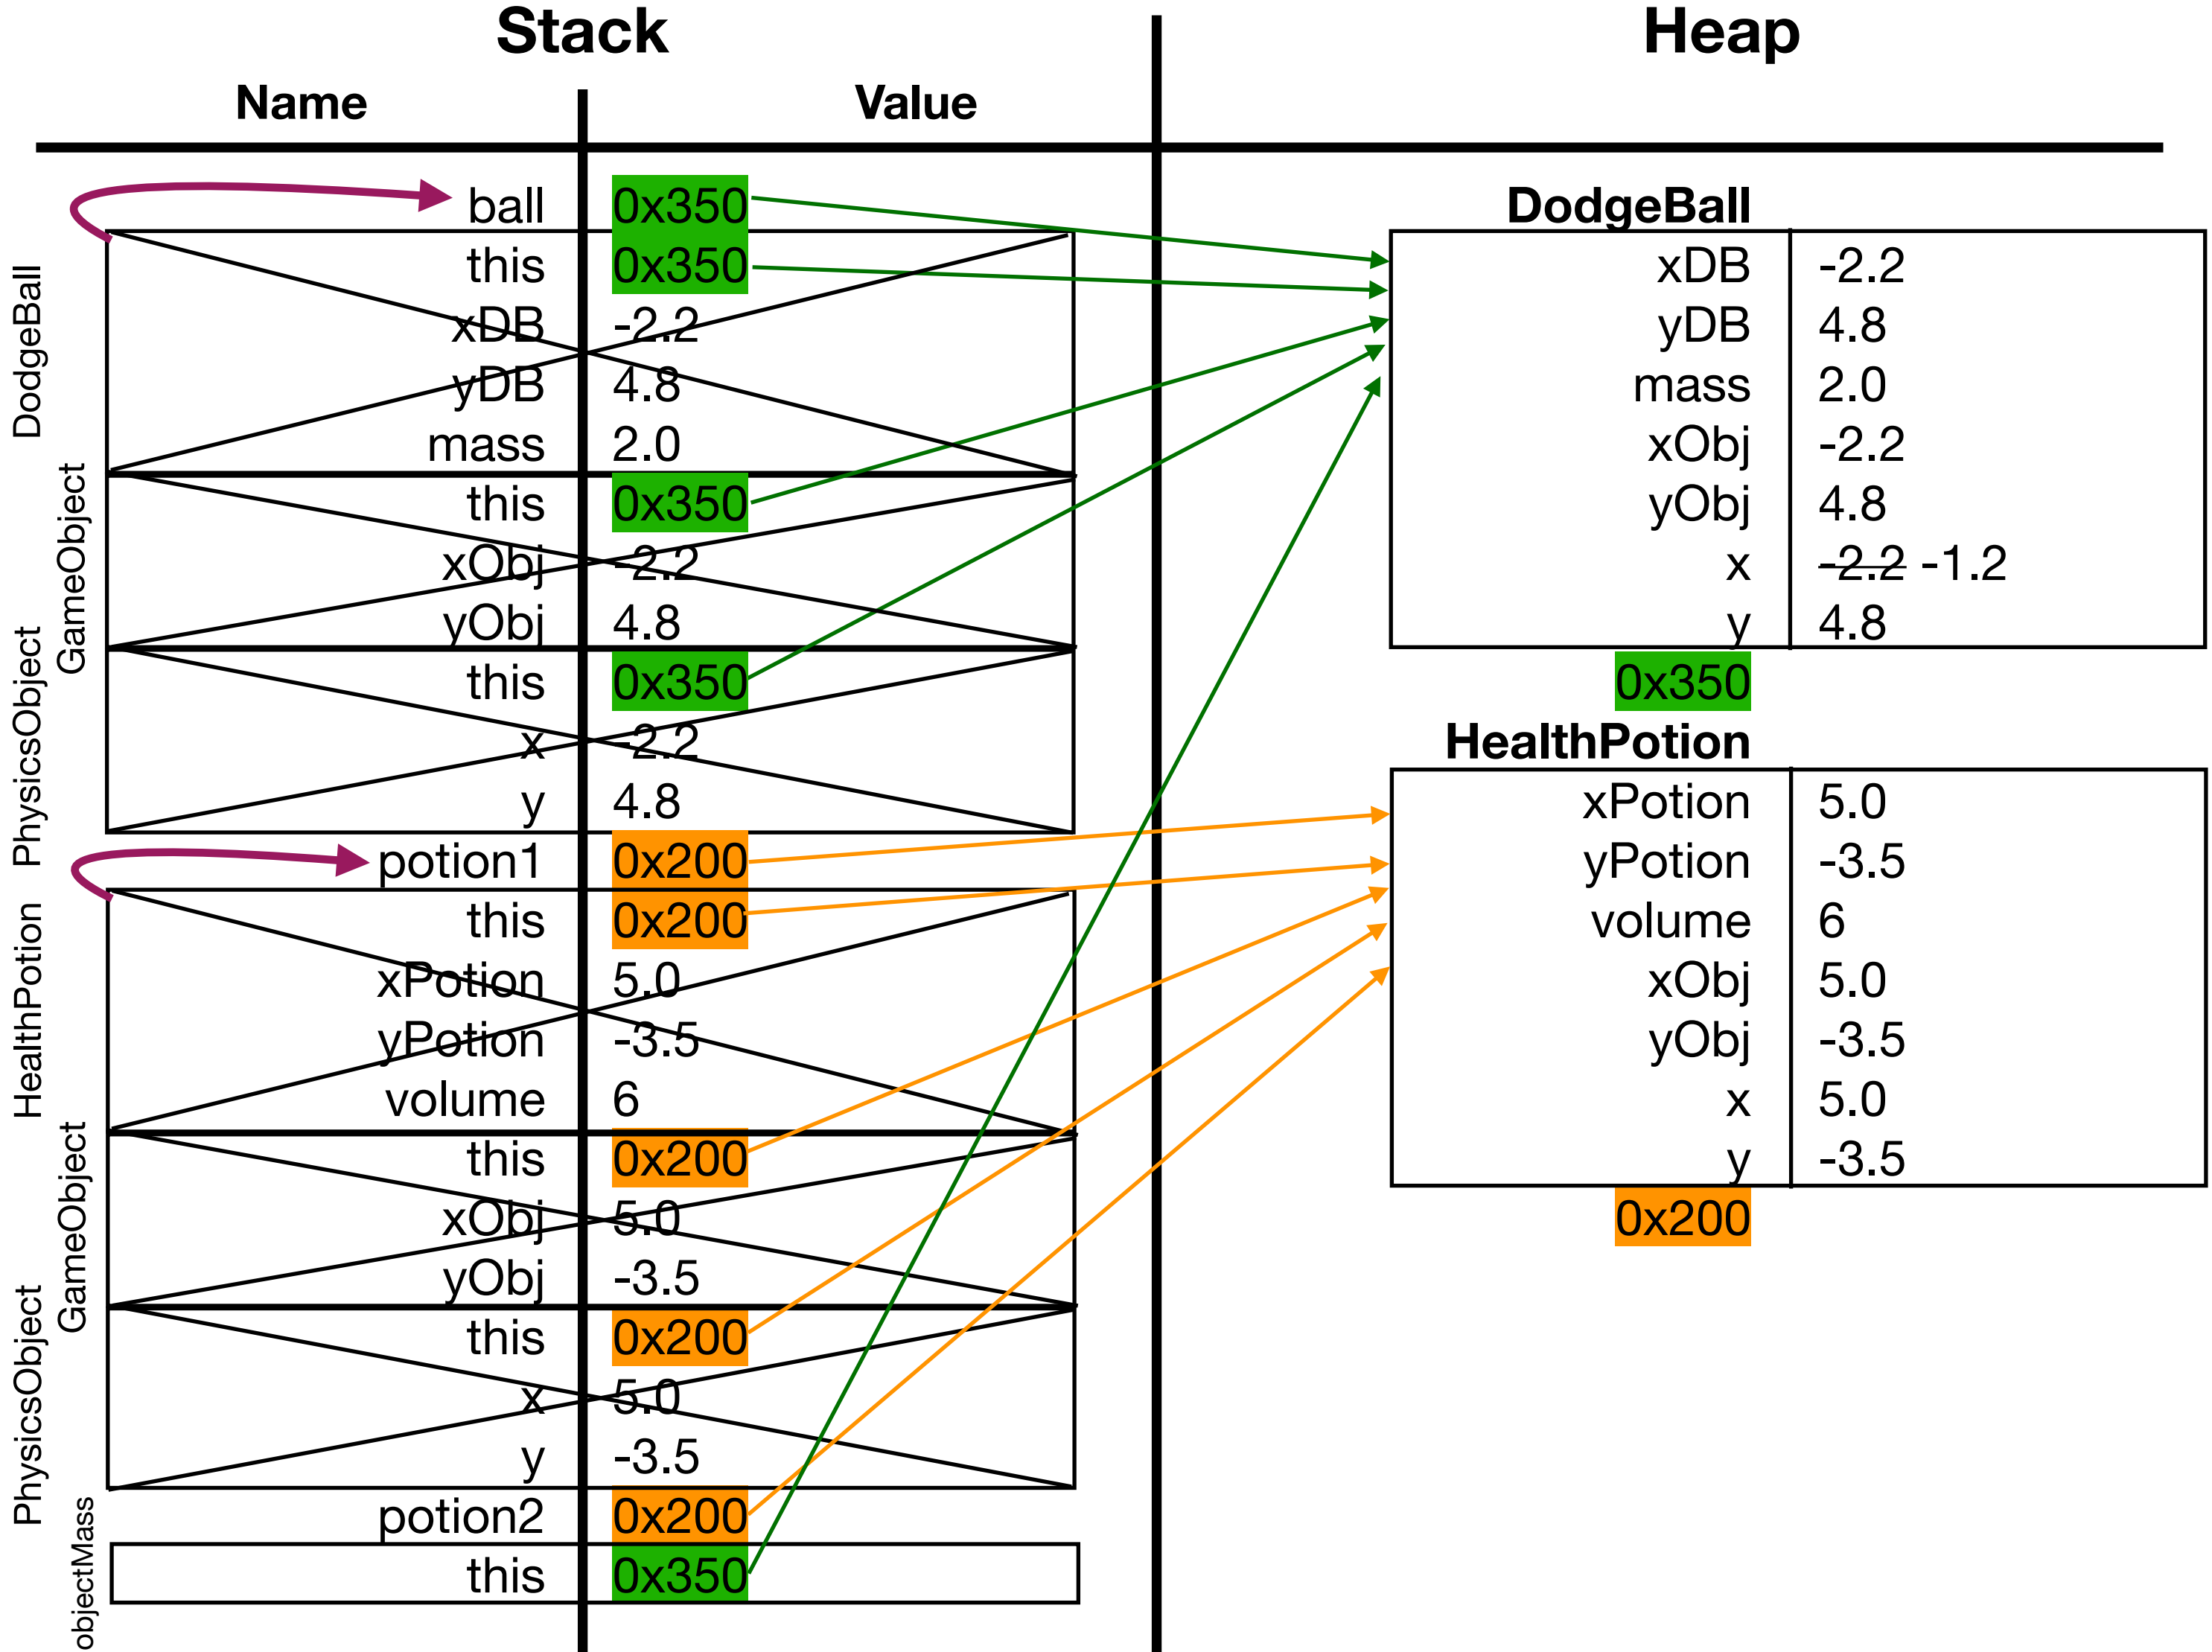 Stack
Heap
Name
Value
ball 0x350
this 0x350
xDB -2.2
yDB 4.8
mass 2.0
this 0x350
xObj -2.2
yObj 4.8
this 0x350
x -2.2
y 4.8
potion1 0x200
this 0x200
xPotion 5.0
yPotion -3.5
volume 6
this 0x200
xObj 5.0
yObj -3.5
this 0x200
x 5.0
y -3.5
potion2 0x200
this 0x350
DodgeBall
GameObject
PhysicsObject
HealthPotion
GameObject
PhysicsObject
objectMass
DodgeBall
xDB -2.2
yDB 4.8
mass 2.0
xObj -2.2
yObj 4.8
x -2.2 -1.2
y 4.8
0x350
HealthPotion
xPotion 5.0
yPotion -3.5
volume 6
xObj 5.0
yObj -3.5
x 5.0
y -3.5
0x200